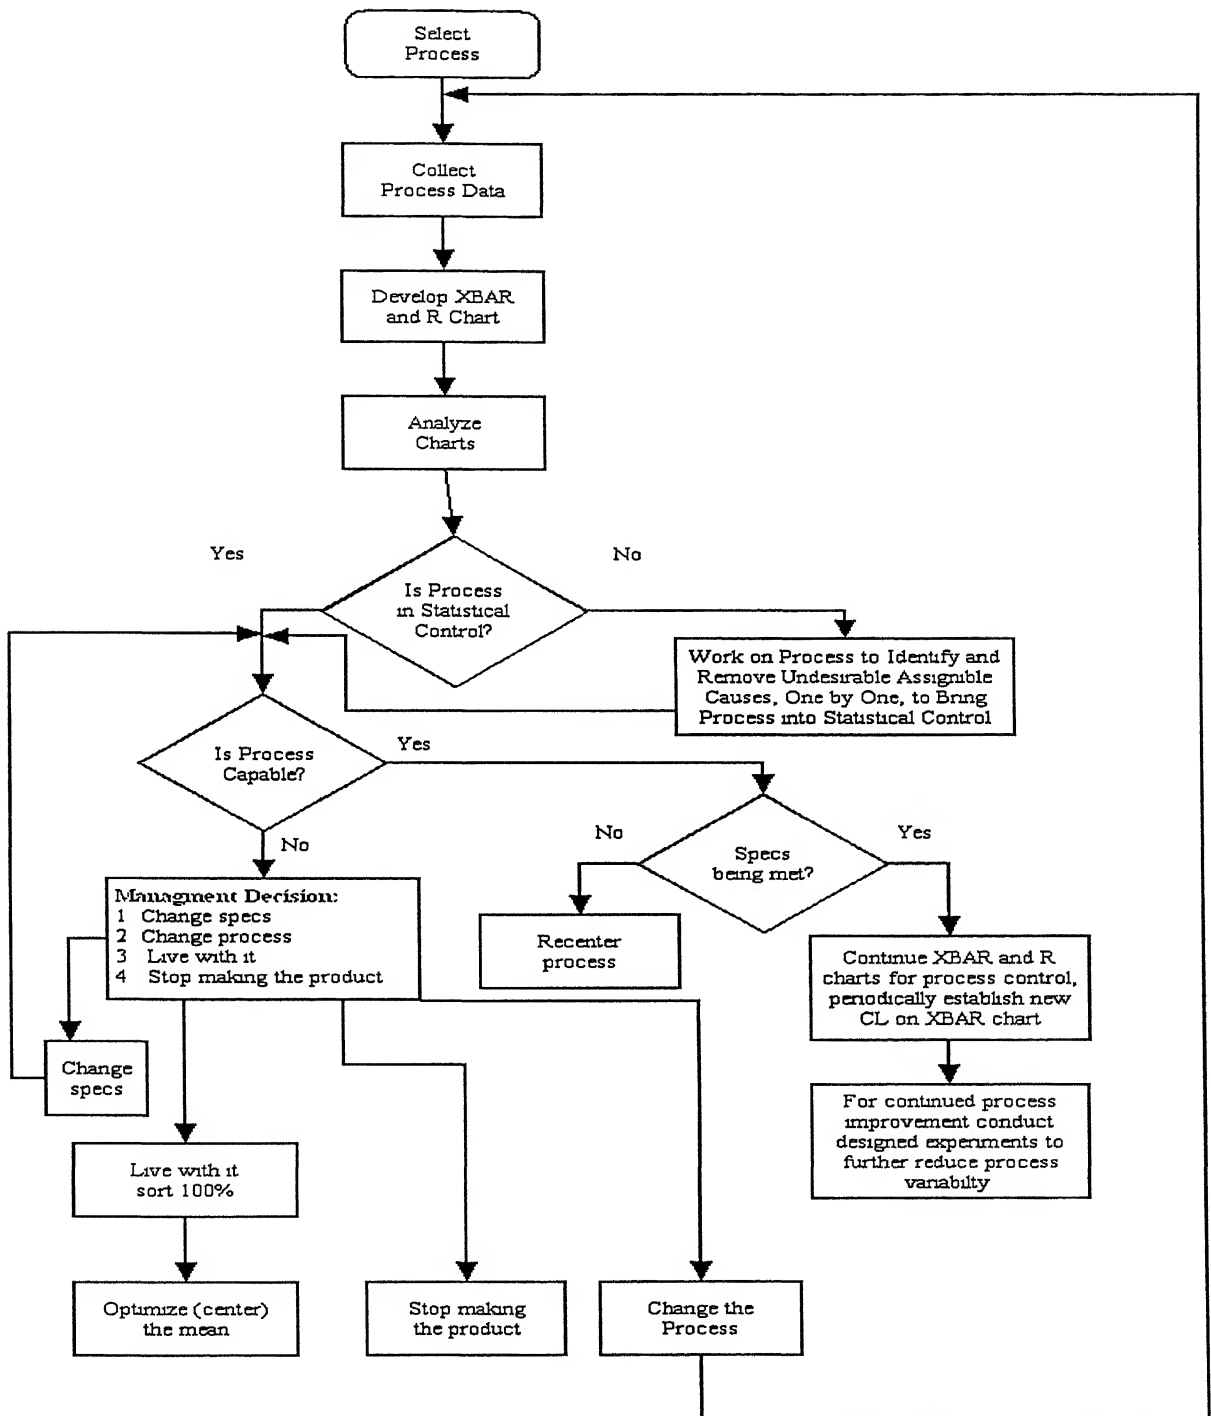 Select
Process
Collect
Process Data
Develop XBAR
and R Chart
Analyze
Charts
Yes
No
Is Process
in Statistical
Control?
Work on Process to Identify and
Remove Undesirable Assignible
Causes, One by One, to Bring
Process into Statistical Control
Is Process
Capable?
Yes
No
No
Yes
Specs
being met?
Managment Decision:
1 Change specs
2 Change process
3 Live with it
4 Stop making the product
Recenter
process
Continue XBAR and R
charts for process control,
periodically establish new
CL on XBAR chart
Change
specs
For continued process
improvement conduct
designed experiments to
further reduce process
variabilty
Live with it
sort 100%
Optimize (center)
the mean
Stop making
the product
Change the
Process